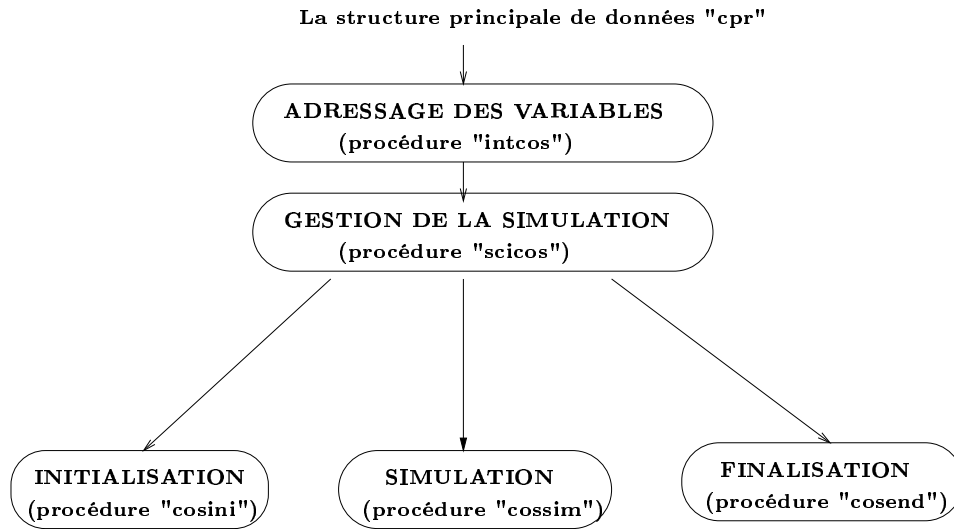 La structure principale de données "cpr"
ADRESSAGE DES VARIABLES
(procédure "intcos")
GESTION DE LA SIMULATION
(procédure "scicos")
INITIALISATION
(procédure "cosini")
SIMULATION
(procédure "cossim")
FINALISATION
(procédure "cosend")